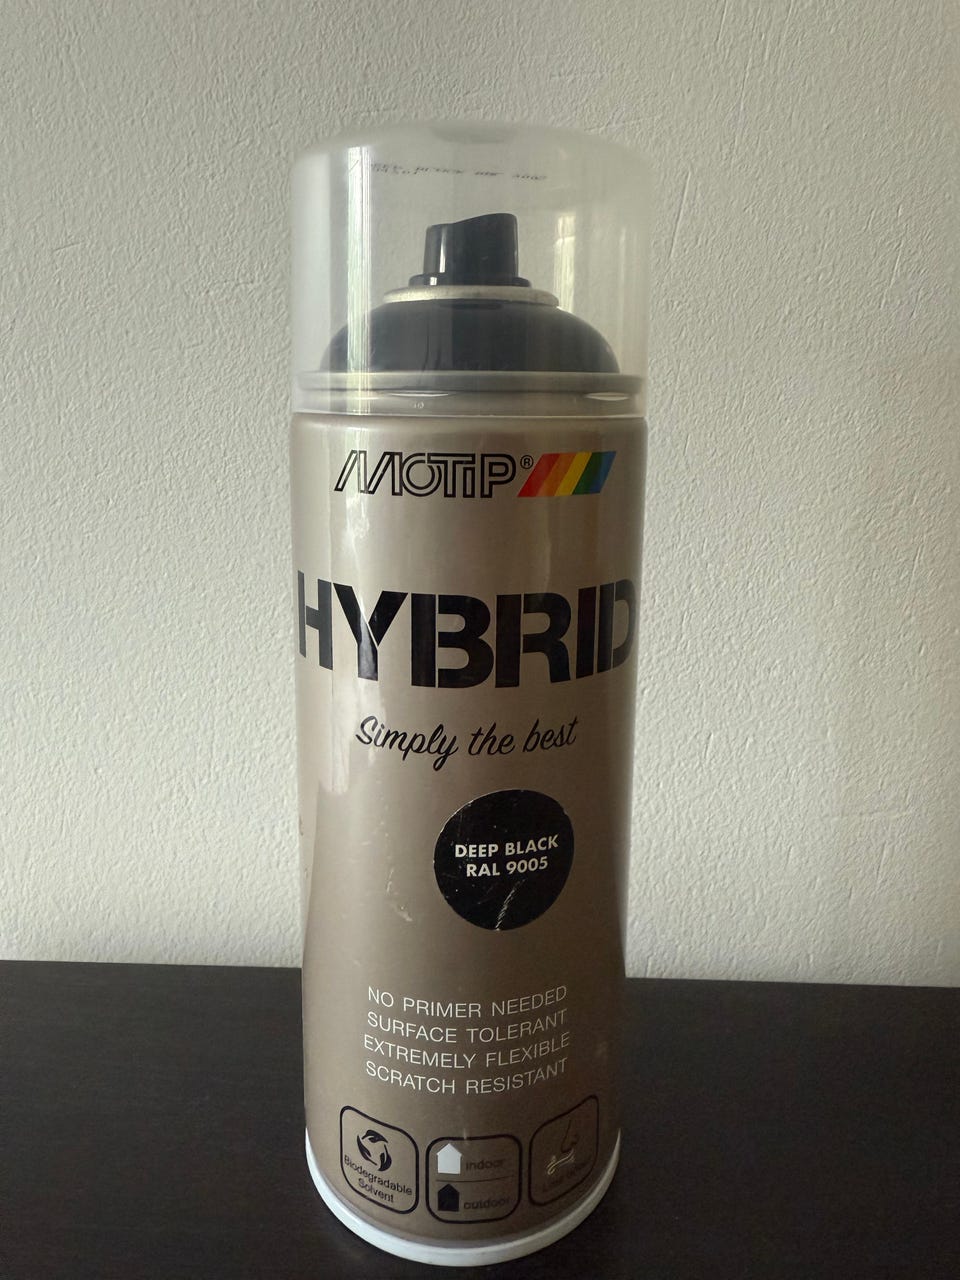 MOTIP®
HYBRID
Simply the best
DEEP BLACK
RAL 9005
NO PRIMER NEEDED
SURFACE TOLERANT
EXTREMELY FLEXIBLE
SCRATCH RESISTANT
Biodegradable
Solvent
indoor
outdoor